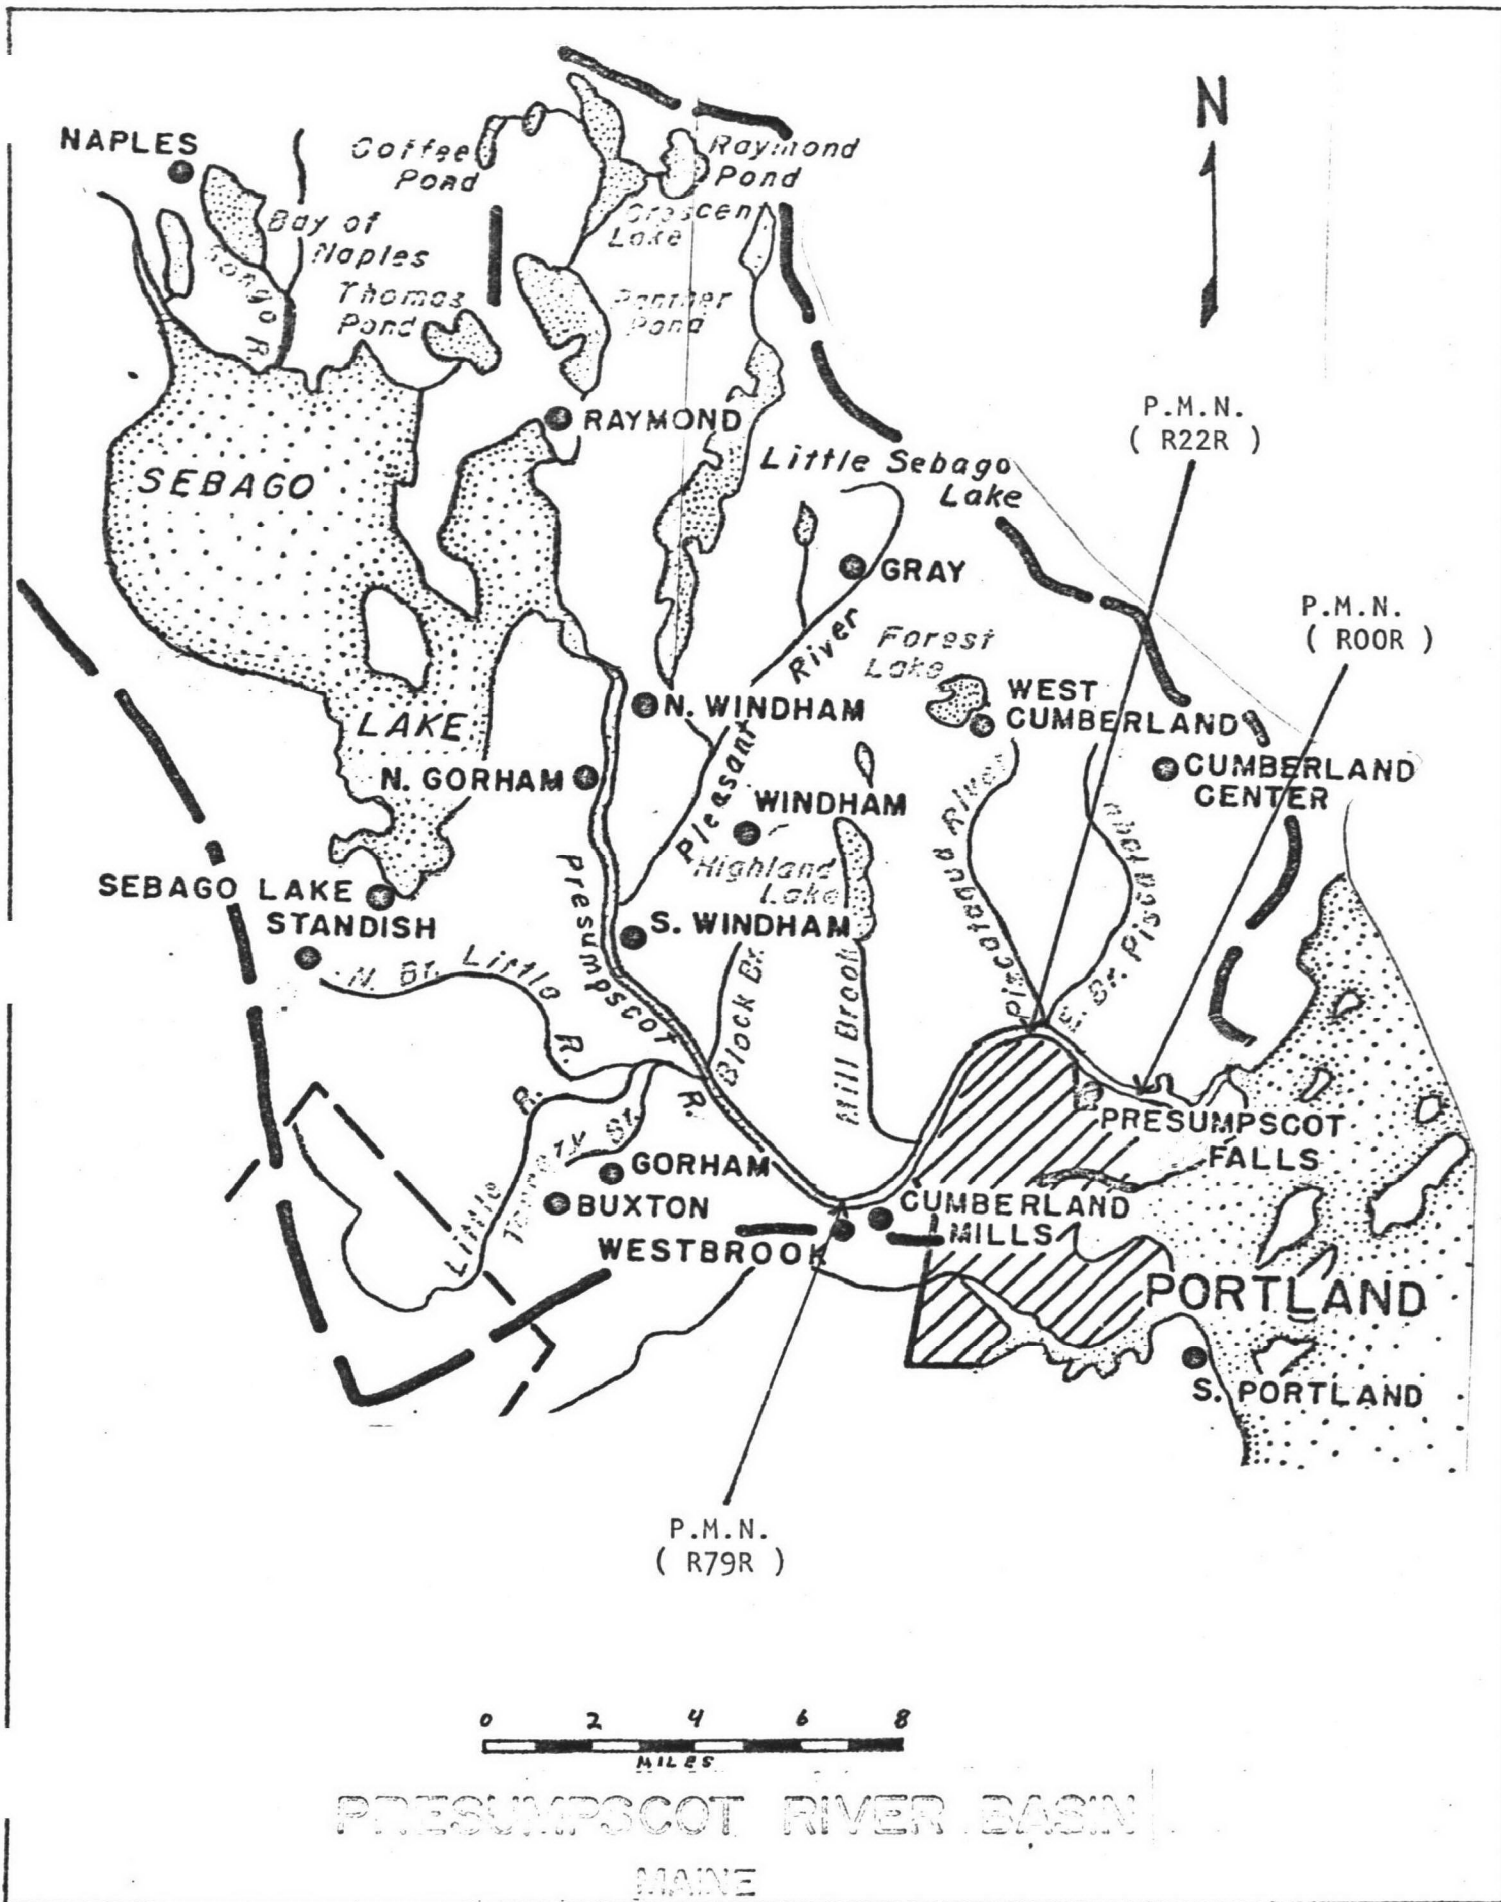 N
NAPLES
Coffee
Pond
Raymond
Pond
Crescent
Lake
Bay of
Naples
Songo R
Thomas
Pond
Panther
Pond
P.M.N.
( R22R )
RAYMOND
SEBAGO
Little Sebago
Lake
GRAY
P.M.N.
( R00R )
Forest
Lake
Pleasant River
WEST
CUMBERLAND
N. WINDHAM
LAKE
N. GORHAM
CUMBERLAND
CENTER
WINDHAM
Highland
Lake
Piscataqua River
E. Br. Piscataqua
SEBAGO LAKE
STANDISH
S. WINDHAM
N. Br. Little R.
Presumpscot R.
Black Br.
Mill Brook
PRESUMPSCOT
FALLS
Little R.
Br.
GORHAM
BUXTON
CUMBERLAND
MILLS
WESTBROOK
PORTLAND
S. PORTLAND
P.M.N.
( R79R )
0 2 4 6 8
MILES
PRESUMPSCOT RIVER BASIN
MAINE